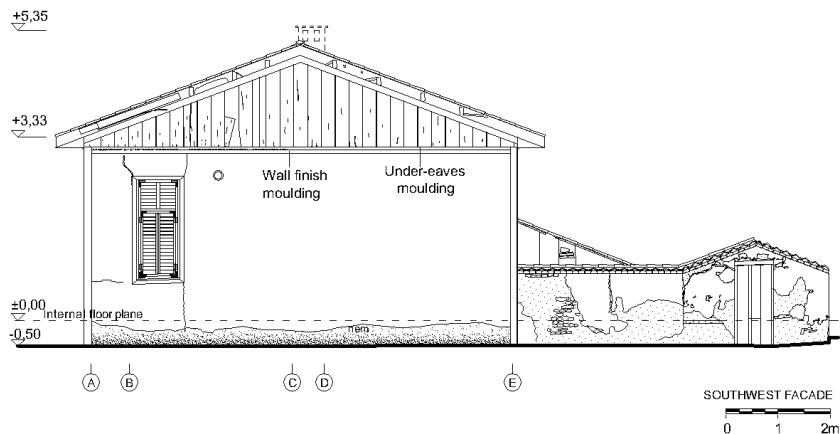 +5,35
+3,33
Wall finish
moulding
Under-eaves
moulding
±0,00
Internal floor plane
nem
-0,50
A B C D E
SOUTHWEST FACADE
0 1 2m